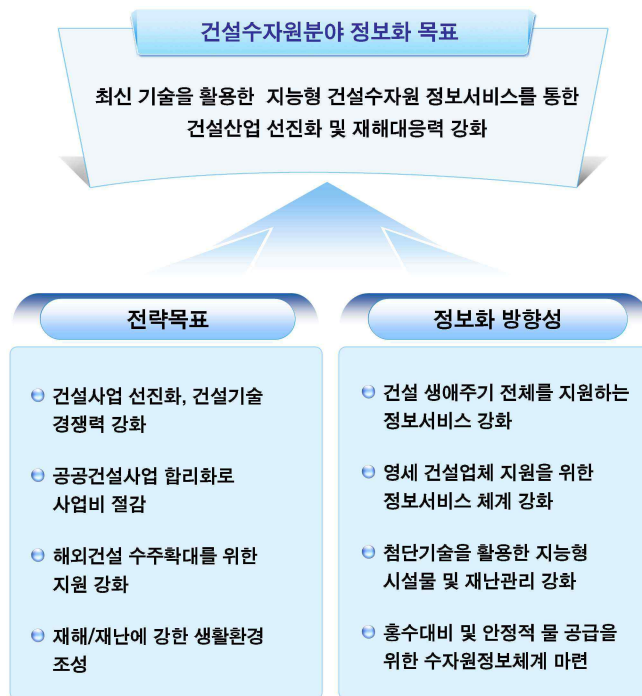 건설수자원분야 정보화 목표
최신 기술을 활용한 지능형 건설수자원 정보서비스를 통한
건설산업 선진화 및 재해대응력 강화
전략목표
건설사업 선진화, 건설기술
경쟁력 강화
공공건설사업 합리화로
사업비 절감
해외건설 수주확대를 위한
지원 강화
재해/재난에 강한 생활환경
조성
정보화 방향성
건설 생애주기 전체를 지원하는
정보서비스 강화
영세 건설업체 지원을 위한
정보서비스 체계 강화
첨단기술을 활용한 지능형
시설물 및 재난관리 강화
홍수대비 및 안정적 물 공급을
위한 수자원정보체계 마련